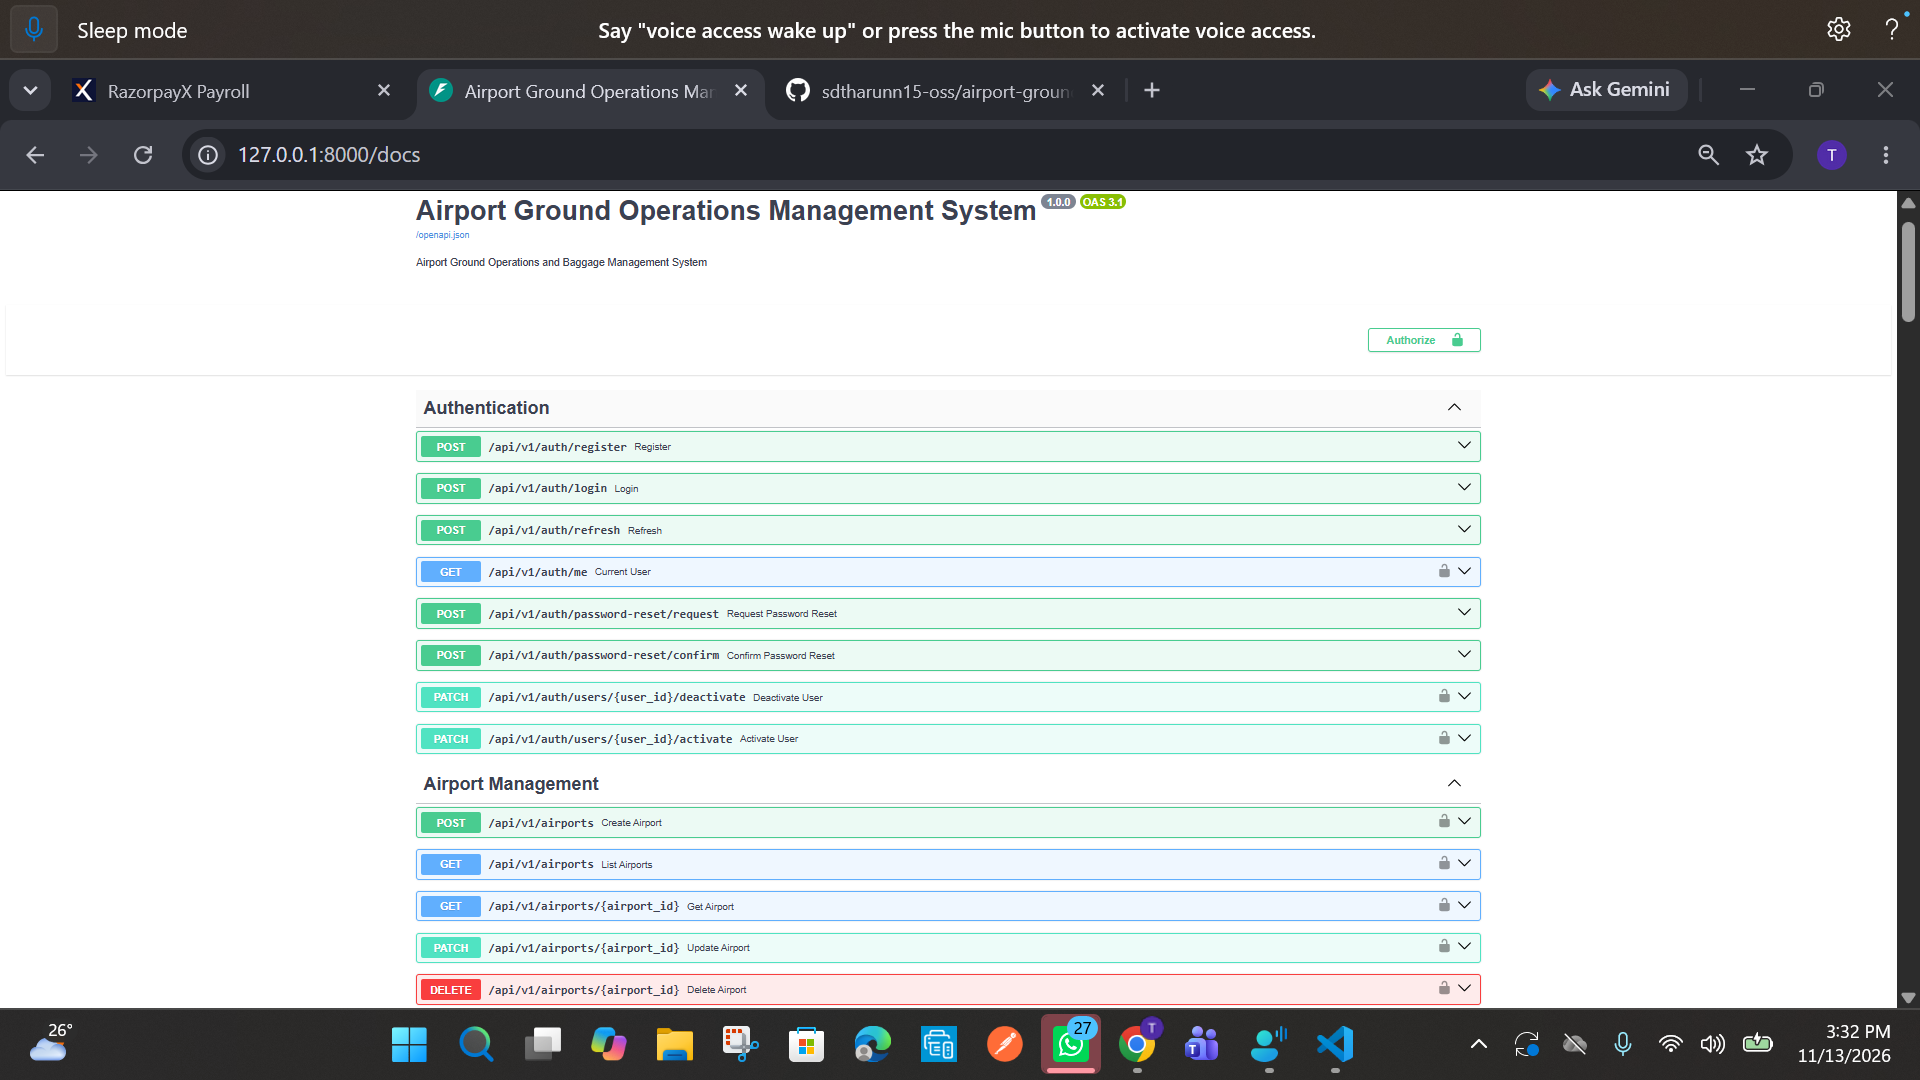 Sleep mode
Say "voice access wake up" or press the mic button to activate voice access.
RazorpayX Payroll
Airport Ground Operations Mar
sdtharunn15-oss/airport-groun
Ask Gemini
127.0.0.1:8000/docs
T
Airport Ground Operations Management System 1.0.0 OAS 3.1
/openapi.json
Airport Ground Operations and Baggage Management System
Authorize
Authentication
POST /api/v1/auth/register Register
POST /api/v1/auth/login Login
POST /api/v1/auth/refresh Refresh
GET /api/v1/auth/me Current User
POST /api/v1/auth/password-reset/request Request Password Reset
POST /api/v1/auth/password-reset/confirm Confirm Password Reset
PATCH /api/v1/auth/users/{user_id}/deactivate Deactivate User
PATCH /api/v1/auth/users/{user_id}/activate Activate User
Airport Management
POST /api/v1/airports Create Airport
GET /api/v1/airports List Airports
GET /api/v1/airports/{airport_id} Get Airport
PATCH /api/v1/airports/{airport_id} Update Airport
DELETE /api/v1/airports/{airport_id} Delete Airport
26°
27
T
3:32 PM
11/13/2026